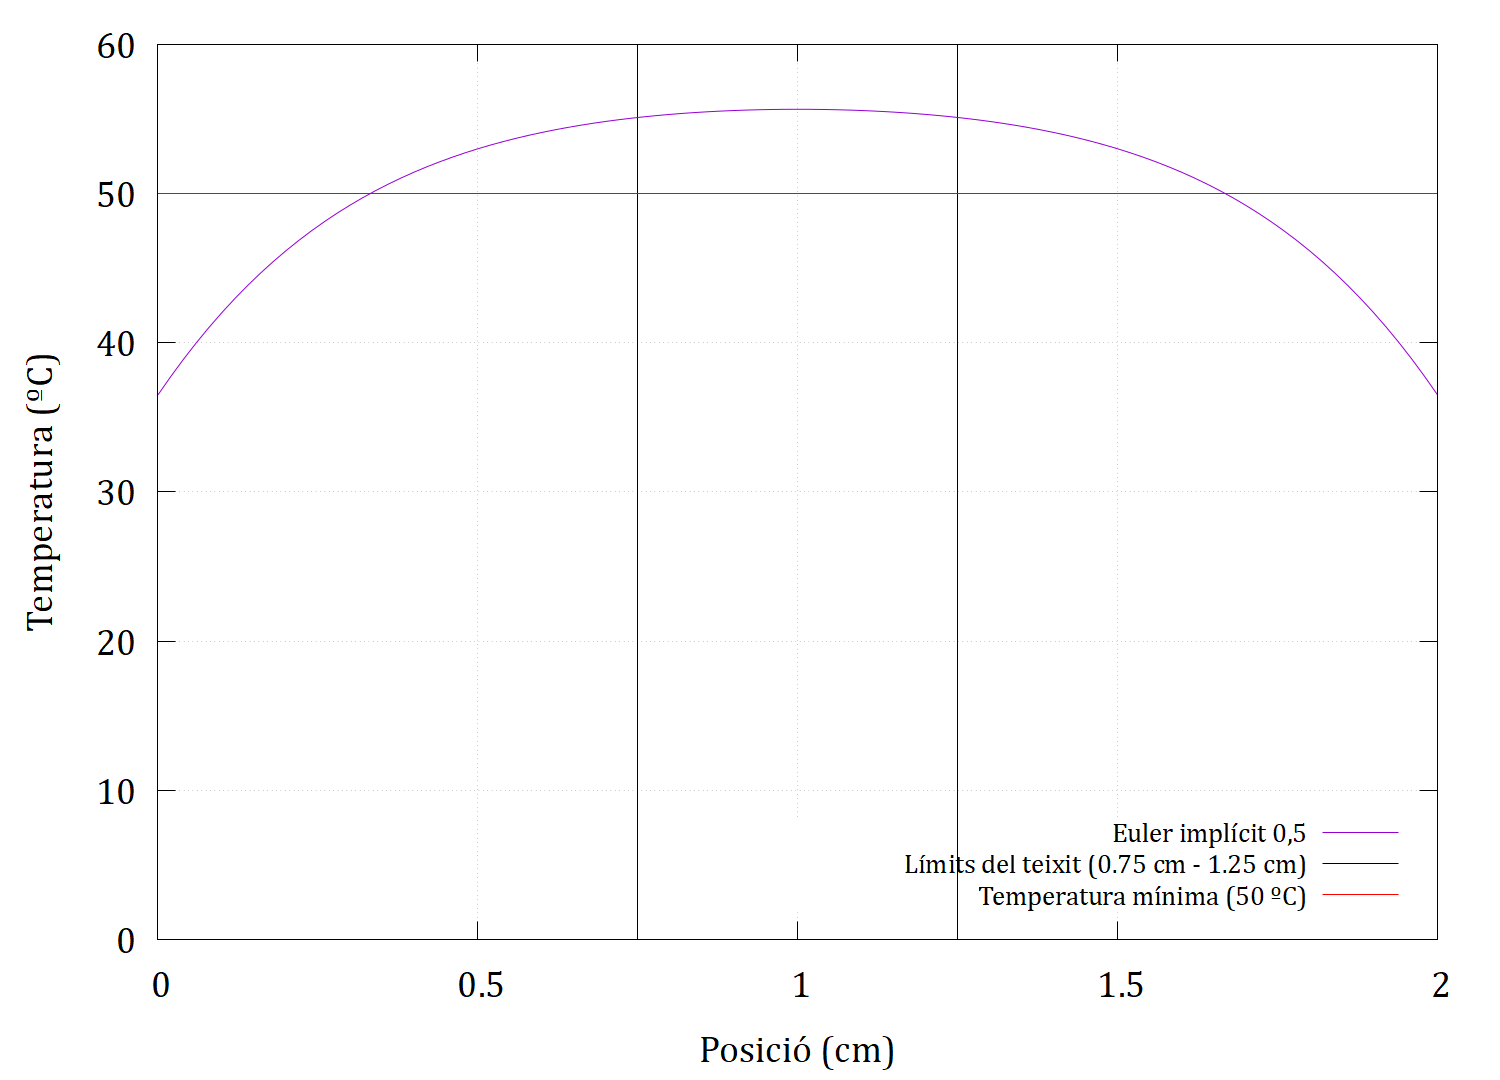 60
50
40
30
20
10
0
Temperatura (ºC)
Euler implícit 0,5
Límits del teixit (0.75 cm - 1.25 cm)
Temperatura mínima (50 ºC)
0 0.5 1 1.5 2
Posició (cm)